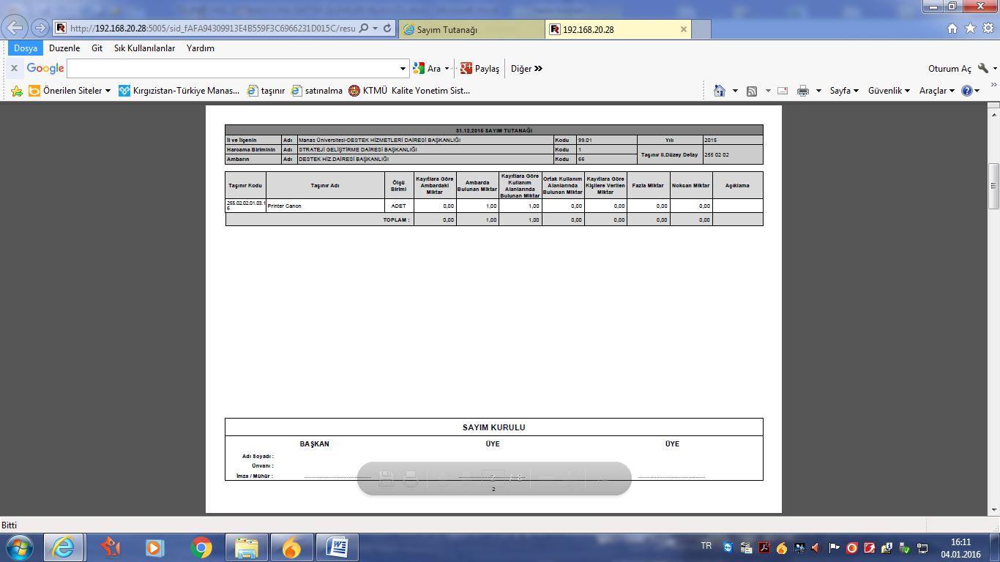 http://192.168.20.28:5005/sid_fAFA94309913E4B559F3C6966231D015C/resu
Sayım Tutanağı
192.168.20.28
Dosya Duzenle Git Sık Kullanılanlar Yardım
x Google Ara Paylaş Diğer Oturum Aç
Önerilen Siteler Kırgızistan-Türkiye Manas... taşınır satınalma KTMÜ Kalite Yonetim Sist... Sayfa Güvenlik Araçlar
31.12.2015 SAYIM TUTANAĞI
İl ve İlçenin Adı Manas Üniversitesi-DESTEK HİZMETLERİ DAİRESİ BAŞKANLIĞI Kodu 99.01 Yılı 2015
Harcama Biriminin Adı STRATEJİ GELİŞTİRME DAİRESİ BAŞKANLIĞI Kodu 1 Taşınır II.Düzey Detay 255 02 02
Ambarın Adı DESTEK HİZ.DAİRESİ BAŞKANLIĞI Kodu 66
Taşınır Kodu
Taşınır Adı
Ölçü
Birimi
Kayıtlara Göre
Ambardaki
Miktar
Ambarda
Bulunan Miktar
Kayıtlara Göre
Kullanım
Alanlarında
Bulunan Miktar
Ortak Kullanım
Alanlarında
Bulunan Miktar
Kayıtlara Göre
Kişilere Verilen
Miktar
Fazla Miktar
Noksan Miktar
Açıklama
255.02.02.01.03.1
6
Printer Canon ADET 0,00 1,00 1,00 0,00 0,00 0,00 0,00
TOPLAM : 0,00 1,00 1,00 0,00 0,00 0,00 0,00
SAYIM KURULU
BAŞKAN ÜYE ÜYE
Adı Soyadı :
Ünvanı :
İmza / Mühür :
2
Bitti
TR
16:11
04.01.2016